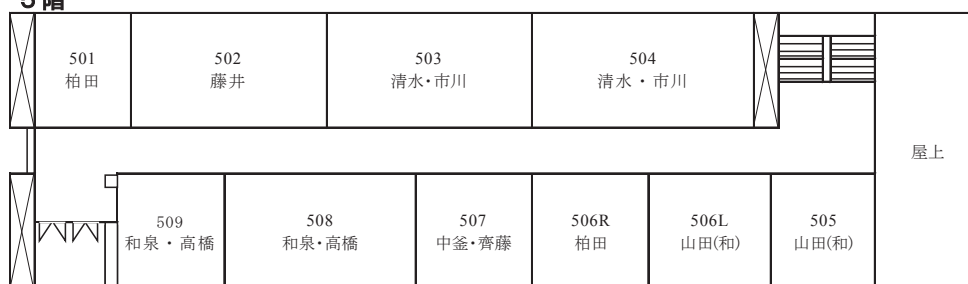 5階
501
柏田
502
藤井
503
清水・市川
504
清水・市川
屋上
509
和泉・高橋
508
和泉・高橋
507
中釜・齊藤
506R
柏田
506L
山田(和)
505
山田(和)